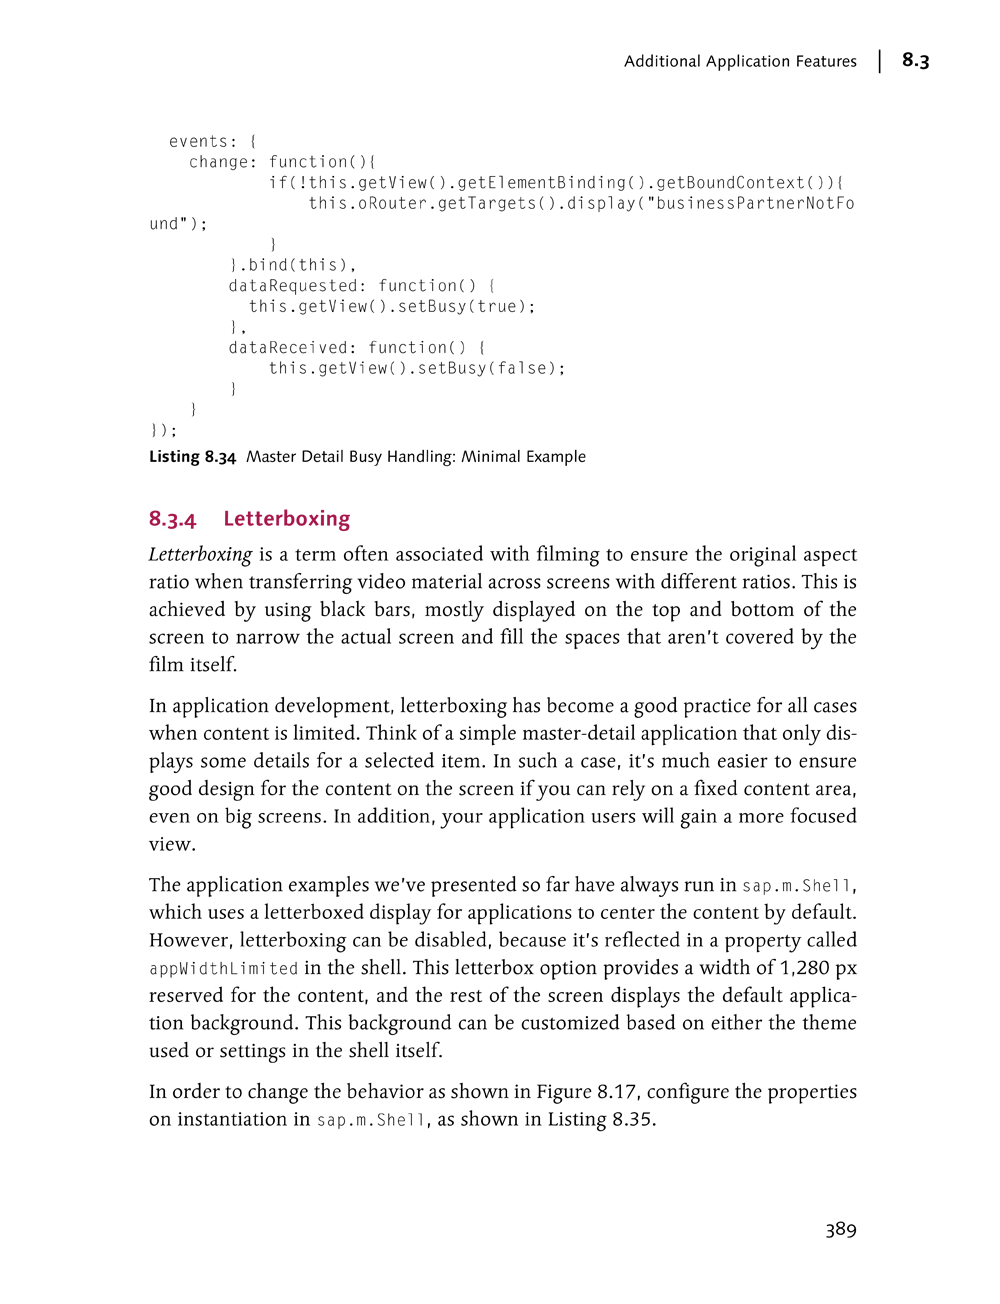 Additional Application Features | 8.3
events: {
change: function(){
if(!this.getView().getElementBinding().getBoundContext()){
this.oRouter.getTargets().display("businessPartnerNotFo
und");
}
}.bind(this),
dataRequested: function() {
this.getView().setBusy(true);
},
dataReceived: function() {
this.getView().setBusy(false);
}
}
});
Listing 8.34 Master Detail Busy Handling: Minimal Example
8.3.4 Letterboxing
Letterboxing is a term often associated with filming to ensure the original aspect
ratio when transferring video material across screens with different ratios. This is
achieved by using black bars, mostly displayed on the top and bottom of the
screen to narrow the actual screen and fill the spaces that aren't covered by the
film itself.
In application development, letterboxing has become a good practice for all cases
when content is limited. Think of a simple master-detail application that only dis-
plays some details for a selected item. In such a case, it's much easier to ensure
good design for the content on the screen if you can rely on a fixed content area,
even on big screens. In addition, your application users will gain a more focused
view.
The application examples we've presented so far have always run in sap.m.Shell,
which uses a letterboxed display for applications to center the content by default.
However, letterboxing can be disabled, because it's reflected in a property called
appWidthLimited in the shell. This letterbox option provides a width of 1,280 px
reserved for the content, and the rest of the screen displays the default applica-
tion background. This background can be customized based on either the theme
used or settings in the shell itself.
In order to change the behavior as shown in Figure 8.17, configure the properties
on instantiation in sap.m.Shell, as shown in Listing 8.35.
389